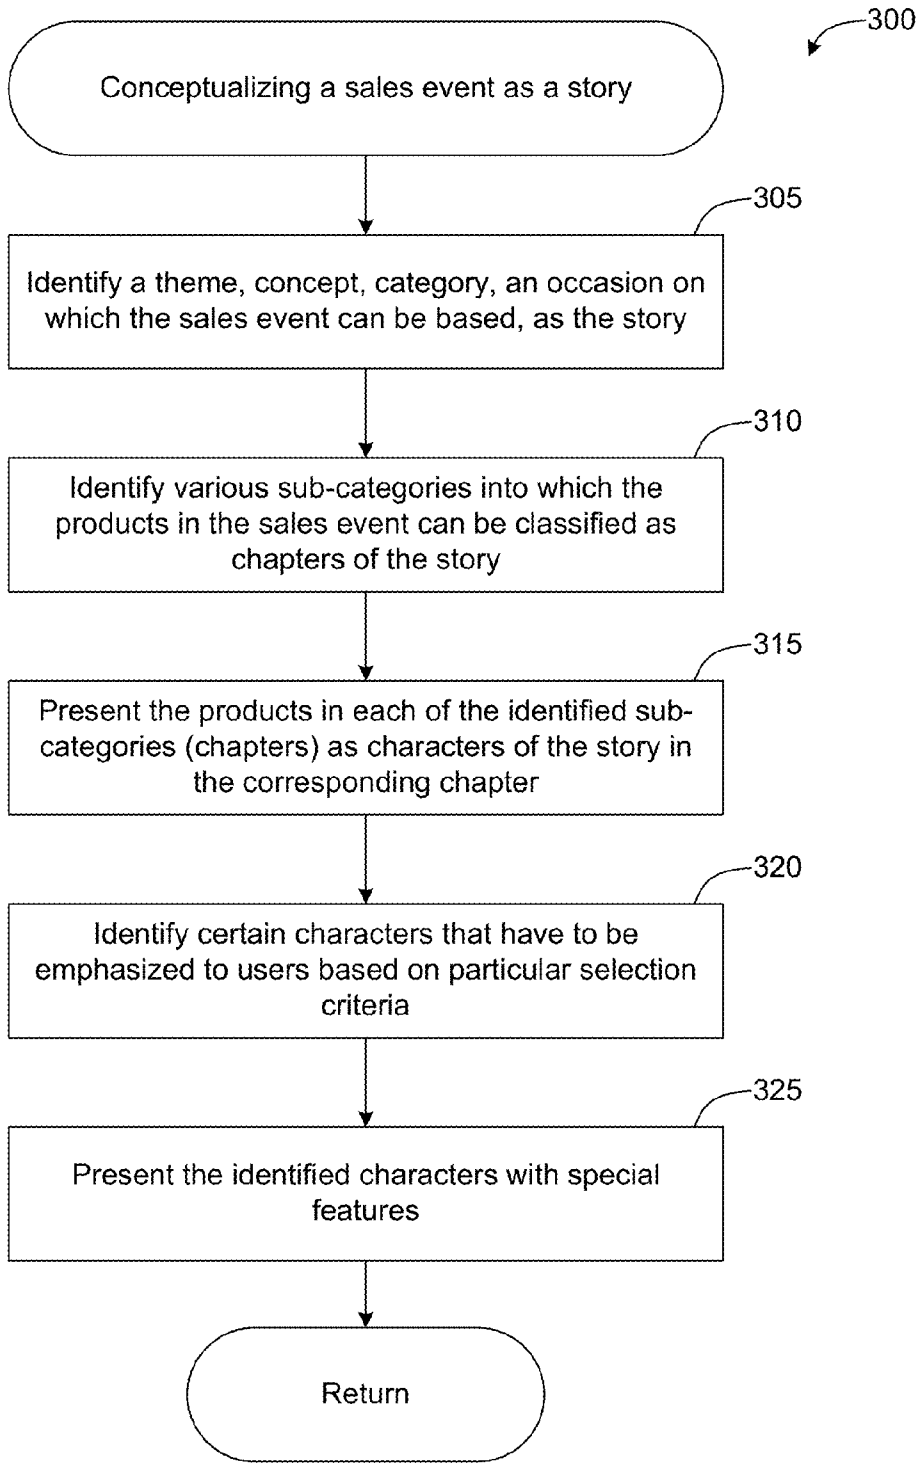 300
Conceptualizing a sales event as a story
305
Identify a theme, concept, category, an occasion on
which the sales event can be based, as the story
310
Identify various sub-categories into which the
products in the sales event can be classified as
chapters of the story
315
Present the products in each of the identified sub-
categories (chapters) as characters of the story in
the corresponding chapter
320
Identify certain characters that have to be
emphasized to users based on particular selection
criteria
325
Present the identified characters with special
features
Return